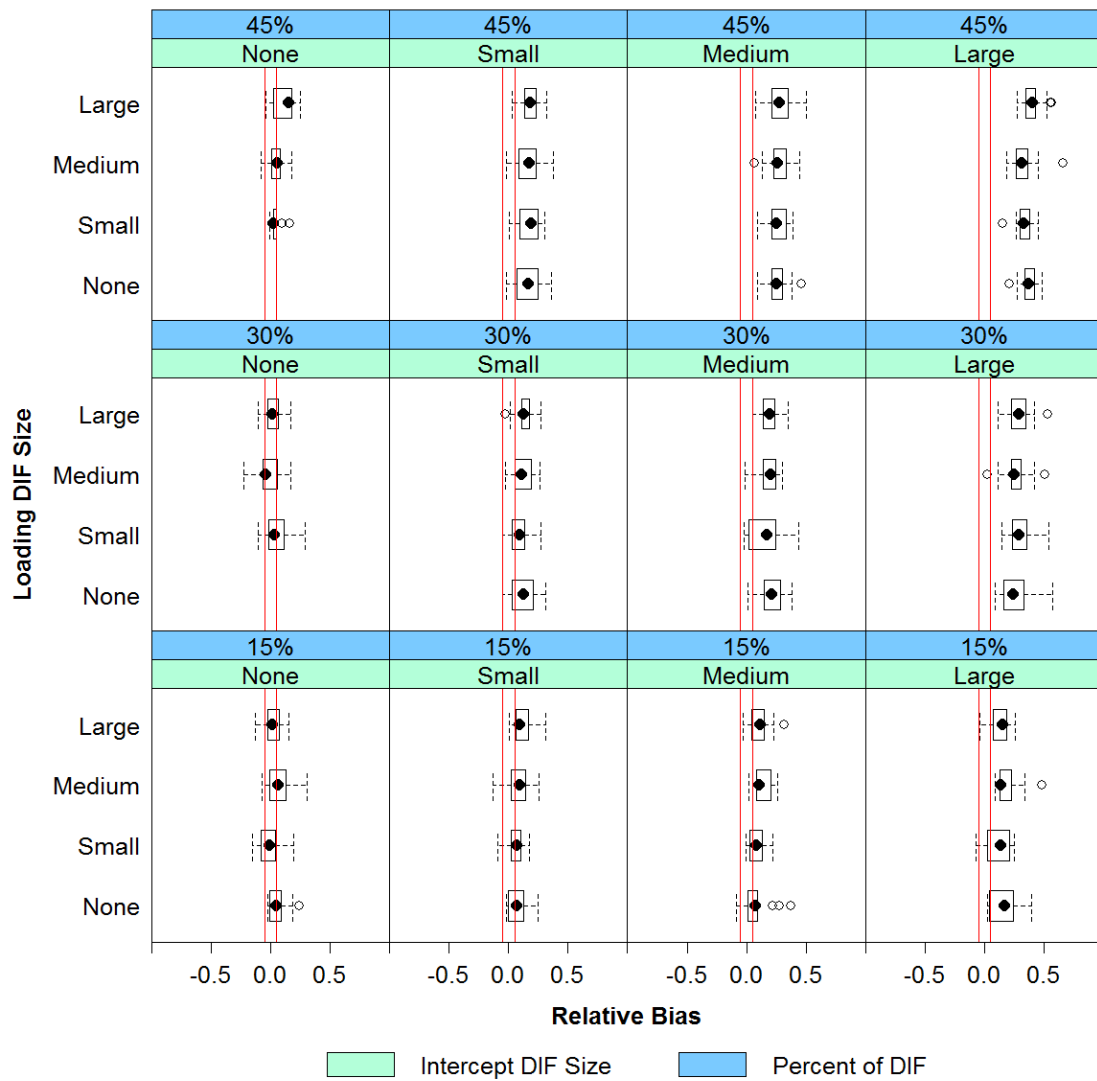 45% 45% 45% 45%
None Small Medium Large
Large
Medium
Small
None
30% 30% 30% 30%
None Small Medium Large
Large
Medium
Small
None
15% 15% 15% 15%
None Small Medium Large
Large
Medium
Small
None
Loading DIF Size
-0.5 0.0 0.5 -0.5 0.0 0.5 -0.5 0.0 0.5 -0.5 0.0 0.5
Relative Bias
Intercept DIF Size Percent of DIF